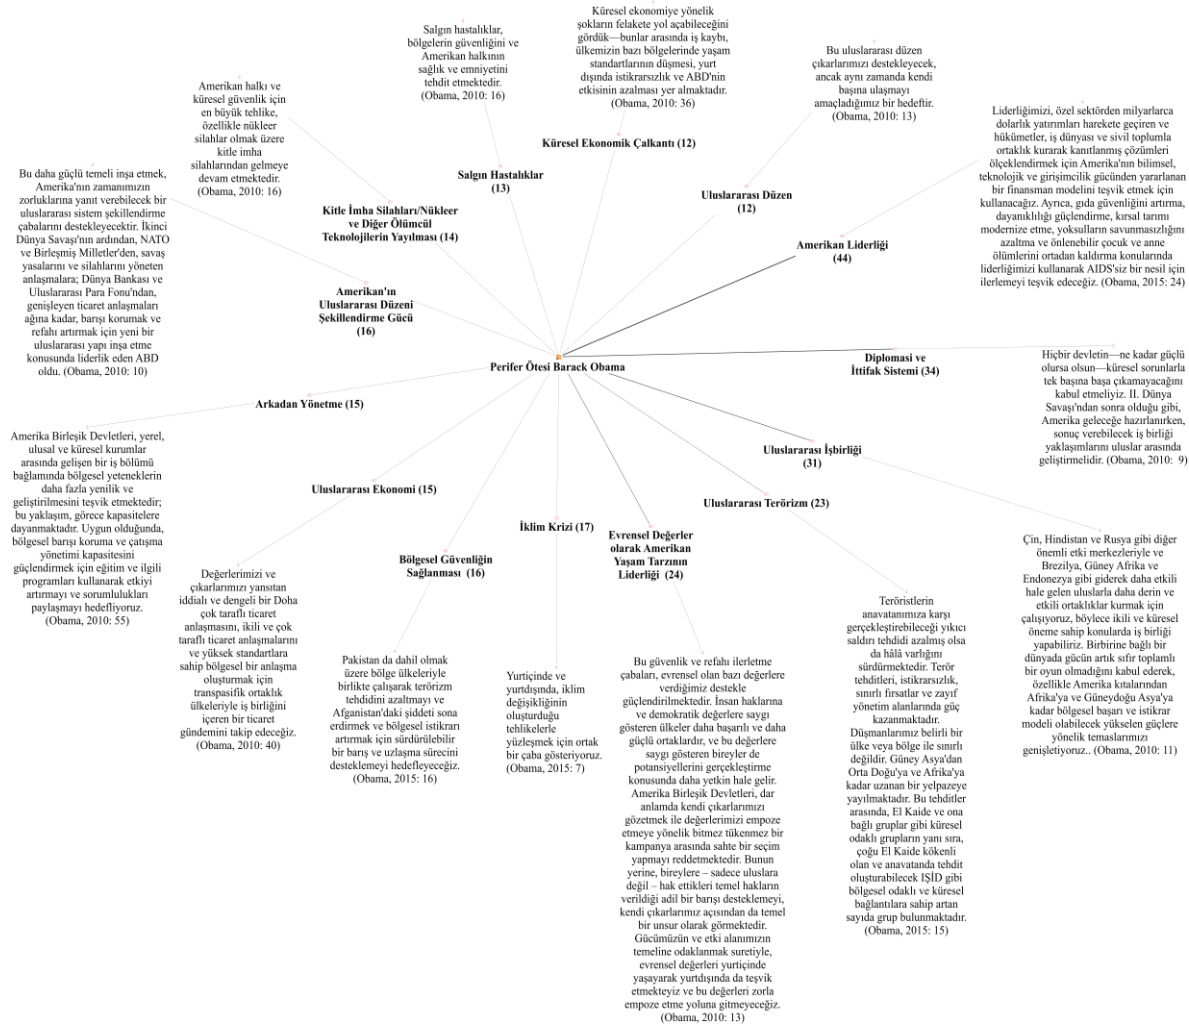 Küresel ekonomiye yönelik
şokların felakete yol açabileceğini
gördük—bunlar arasında iş kaybı,
ülkemizin bazı bölgelerinde yaşam
standartlarının düşmesi, yurt
dışında istikrarsızlık ve ABD'nin
etkisinin azalması yer almaktadır.
(Obama, 2010: 36)
Küresel Ekonomik Çalkantı (12)
Salgın hastalıklar,
bölgelerin güvenliğini ve
Amerikan halkının
sağlık ve emniyetini
tehdit etmektedir.
(Obama, 2010: 16)
Salgın Hastalıklar
(13)
Bu uluslararası düzen
çıkarlarımızı destekleyecek,
ancak aynı zamanda kendi
başına ulaşmayı
amaçladığımız bir hedeftir.
(Obama, 2010: 13)
Uluslararası Düzen
(12)
Amerikan halkı ve
küresel güvenlik için
en büyük tehlike,
özellikle nükleer
silahlar olmak üzere
kitle imha
silahlarından gelmeye
devam etmektedir.
(Obama, 2010: 16)
Kitle İmha Silahları/Nükleer
ve Diğer Ölümcül
Teknolojilerin Yayılması (14)
Liderliğimizi, özel sektörden milyarlarca
dolarlık yatırımları harekete geçiren ve
hükümetler, iş dünyası ve sivil toplumla
ortaklık kurarak kanıtlanmış çözümleri
ölçeklendirmek için Amerika'nın bilimsel,
teknolojik ve girişimcilik gücünden yararlanan
bir finansman modelini teşvik etmek için
kullanacağız. Ayrıca, gıda güvenliğini artırma,
dayanıklılığı güçlendirme, kırsal tarımı
modernize etme, yoksulların savunmasızlığını
azaltma ve önlenebilir çocuk ve anne
ölümlerini ortadan kaldırma konularında
liderliğimizi kullanarak AIDS'siz bir nesil için
ilerlemeyi teşvik edeceğiz. (Obama, 2015: 24)
Amerikan Liderliği
(44)
Bu daha güçlü temeli inşa etmek,
Amerika'nın zamanımızın
zorluklarına yanıt verebilecek bir
uluslararası sistem şekillendirme
çabalarını destekleyecektir. İkinci
Dünya Savaşı'nın ardından, NATO
ve Birleşmiş Milletler'den, savaş
yasalarını ve silahlarını yöneten
anlaşmalara; Dünya Bankası ve
Uluslararası Para Fonu'ndan,
genişleyen ticaret anlaşmaları
ağına kadar, barışı korumak ve
refahı artırmak için yeni bir
uluslararası yapı inşa etme
konusunda liderlik eden ABD
oldu. (Obama, 2010: 10)
Amerikan'ın
Uluslararası Düzeni
Şekillendirme Gücü
(16)
Perifer Ötesi Barack Obama
Diplomasi ve
İttifak Sistemi (34)
Hiçbir devletin—ne kadar güçlü
olursa olsun—küresel sorunlarla
tek başına başa çıkamayacağını
kabul etmeliyiz. II. Dünya
Savaşı'ndan sonra olduğu gibi,
Amerika geleceğe hazırlanırken,
sonuç verebilecek iş birliği
yaklaşımlarını uluslar arasında
geliştirmelidir. (Obama, 2010: 9)
Arkadan Yönetme (15)
Amerika Birleşik Devletleri, yerel,
ulusal ve küresel kurumlar
arasında gelişen bir iş bölümü
bağlamında bölgesel yeteneklerin
daha fazla yenilik ve
geliştirilmesini teşvik etmektedir;
bu yaklaşım, görece kapasitelere
dayanmaktadır. Uygun olduğunda,
bölgesel barışı koruma ve çatışma
yönetimi kapasitesini
güçlendirmek için eğitim ve ilgili
programları kullanarak etkiyi
artırmayı ve sorumlulukları
paylaşmayı hedefliyoruz.
(Obama, 2010: 55)
Uluslararası İşbirliği
(31)
Çin, Hindistan ve Rusya gibi diğer
önemli etki merkezleriyle ve
Brezilya, Güney Afrika ve
Endonezya gibi giderek daha etkili
hale gelen uluslarla daha derin ve
etkili ortaklıklar kurmak için
çalışıyoruz, böylece ikili ve küresel
öneme sahip konularda iş birliği
yapabiliriz. Birbirine bağlı bir
dünyada gücün artık sıfır toplamlı
bir oyun olmadığını kabul ederek,
özellikle Amerika kıtalarından
Afrika'ya ve Güneydoğu Asya'ya
kadar bölgesel başarı ve istikrar
modeli olabilecek yükselen güçlere
yönelik temaslarımızı
genişletiyoruz.. (Obama, 2010: 11)
Uluslararası Ekonomi (15)
Değerlerimizi ve
çıkarlarımızı yansıtan
iddialı ve dengeli bir Doha
çok taraflı ticaret
anlaşmasını, ikili ve çok
taraflı ticaret anlaşmalarını
ve yüksek standartlara
sahip bölgesel bir anlaşma
oluşturmak için
transpasifik ortaklık
ülkeleriyle iş birliğini
içeren bir ticaret
gündemini takip edeceğiz.
(Obama, 2010: 40)
Uluslararası Terörizm (23)
Teröristlerin
anavatanımıza karşı
gerçekleştirebileceği yıkıcı
saldırı tehdidi azalmış olsa
da hâlâ varlığını
sürdürmektedir. Terör
tehditleri, istikrarsızlık,
sınırlı fırsatlar ve zayıf
yönetim alanlarında güç
kazanmaktadır.
Düşmanlarımız belirli bir
ülke veya bölge ile sınırlı
değildir. Güney Asya'dan
Orta Doğu'ya ve Afrika'ya
kadar uzanan bir yelpazeye
yayılmaktadır. Bu tehditler
arasında, El Kaide ve ona
bağlı gruplar gibi küresel
odaklı grupların yanı sıra,
çoğu El Kaide kökenli
olan ve anavatanda tehdit
oluşturabilecek IŞİD gibi
bölgesel odaklı ve küresel
bağlantılara sahip artan
sayıda grup bulunmaktadır.
(Obama, 2015: 15)
Bölgesel Güvenliğin
Sağlanması (16)
Pakistan da dahil olmak
üzere bölge ülkeleriyle
birlikte çalışarak terörizm
tehdidini azaltmayı ve
Afganistan'daki şiddeti sona
erdirmek ve bölgesel istikrarı
artırmak için sürdürülebilir
bir barış ve uzlaşma sürecini
desteklemeyi hedefleyeceğiz.
(Obama, 2015: 16)
İklim Krizi (17)
Yurtiçinde ve
yurtdışında, iklim
değişikliğinin
oluşturduğu
tehlikelerle
yüzleşmek için ortak
bir çaba gösteriyoruz.
(Obama, 2015: 7)
Evrensel Değerler
olarak Amerikan
Yaşam Tarzının
Liderliği (24)
Bu güvenlik ve refahı ilerletme
çabaları, evrensel olan bazı değerlere
verdiğimiz destekle
güçlendirilmektedir. İnsan haklarına
ve demokratik değerlere saygı
gösteren ülkeler daha başarılı ve daha
güçlü ortaklardır, ve bu değerlere
saygı gösteren bireyler de
potansiyellerini gerçekleştirme
konusunda daha yetkin hale gelir.
Amerika Birleşik Devletleri, dar
anlamda kendi çıkarlarımızı
gözetmek ile değerlerimizi empoze
etmeye yönelik bitmez tükenmez bir
kampanya arasında sahte bir seçim
yapmayı reddetmektedir. Bunun
yerine, bireylere – sadece uluslara
değil – hak ettikleri temel hakların
verildiği adil bir barışı desteklemeyi,
kendi çıkarlarımız açısından da temel
bir unsur olarak görmektedir.
Gücümüzün ve etki alanımızın
temeline odaklanmak suretiyle,
evrensel değerleri yurtiçinde
yaşayarak yurtdışında da teşvik
etmekteyiz ve bu değerleri zorla
empoze etme yoluna gitmeyeceğiz.
(Obama, 2010: 13)